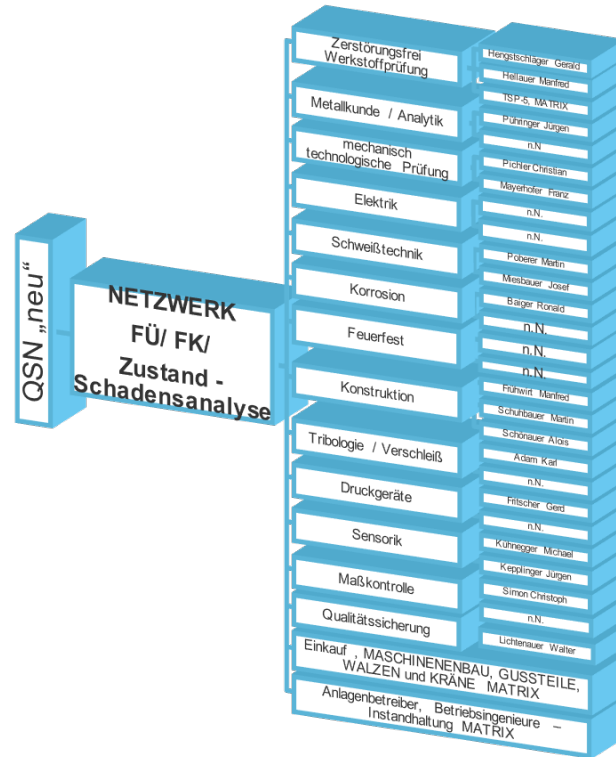 QSN „neu“
NETZWERK
FÜ/ FK/
Zustand -
Schadensanalyse
Zerstörungsfrei
Werkstoffprüfung
Metallkunde / Analytik
mechanisch
technologische Prüfung
Elektrik
Schweißtechnik
Korrosion
Feuerfest
Konstruktion
Tribologie / Verschleiß
Druckgeräte
Sensorik
Maßkontrolle
Qualitätssicherung
Einkauf , MASCHINENENBAU, GUSSTEILE,
WALZEN und KRÄNE MATRIX
Anlagenbetreiber, Betriebsingenieure –
Instandhaltung MATRIX
Hengstschläger Gerald
Hellauer Manfred
TSP-5, MATRIX
Pühringer Jürgen
n.N
Pichler Christian
Mayerhofer Franz
n.N.
n.N.
Poberer Martin
Miesbauer Josef
Baiger Ronald
n.N.
n.N.
n.N.
Frühwirt Manfred
Schuhbauer Martin
Schönauer Alois
Adam Karl
n.N.
Fritscher Gerd
n.N.
Kühnegger Michael
Kepplinger Jürgen
Simon Christoph
n.N.
Lichtenauer Walter